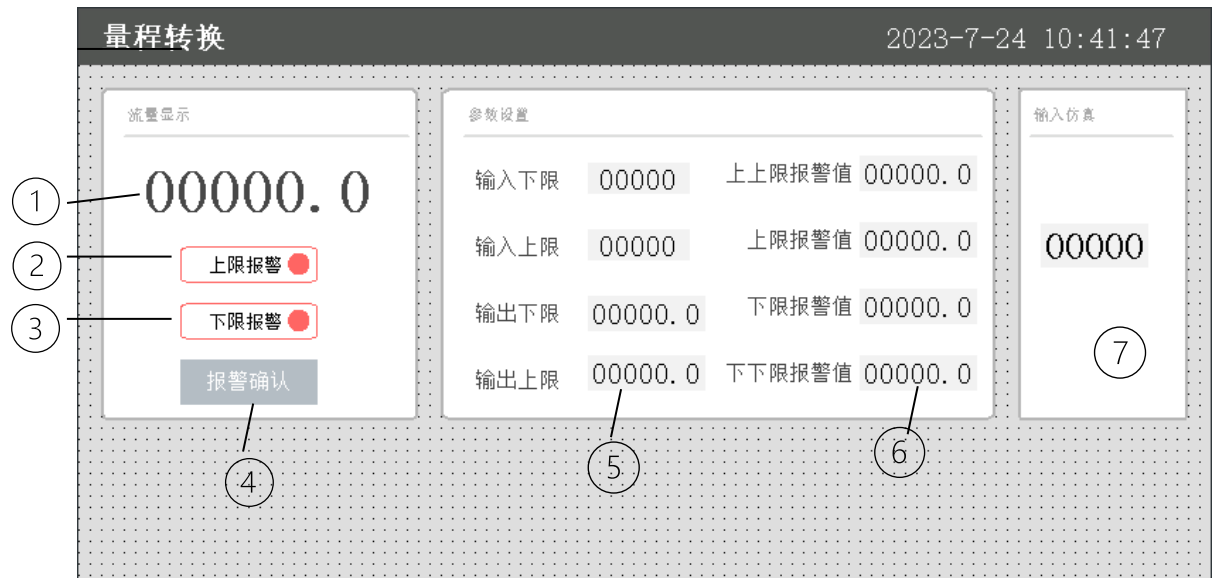 量程转换 2023-7-24 10:41:47
流量显示
00000.0
上限报警
下限报警
报警确认
参数设置
输入下限 00000 上上限报警值 00000.0
输入上限 00000 上限报警值 00000.0
输出下限 00000.0 下限报警值 00000.0
输出上限 00000.0 下下限报警值 00000.0
输入仿真
00000
1
2
3
4
5
6
7